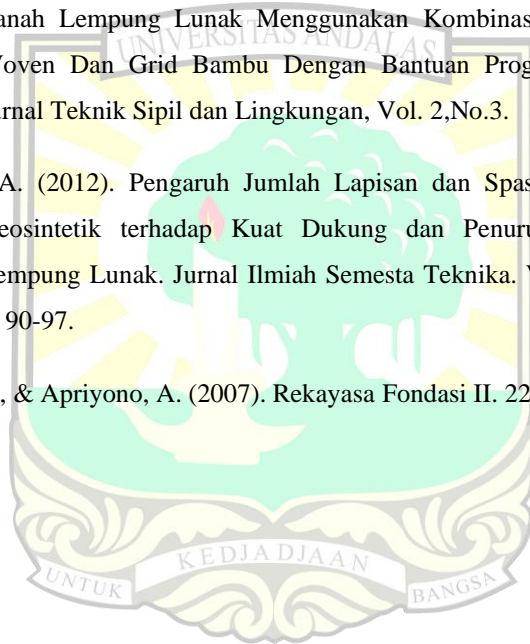 anah Lempung Lunak Menggunakan Kombinas
UNIVERSITAS ANDALAS
Woven Dan Grid Bambu Dengan Bantuan Prog
urnal Teknik Sipil dan Lingkungan, Vol. 2,No.3.
A. (2012). Pengaruh Jumlah Lapisan dan Spas
eosintetik terhadap Kuat Dukung dan Penuru
empung Lunak. Jurnal Ilmiah Semesta Teknika. V
90-97.
, & Apriyono, A. (2007). Rekayasa Fondasi II. 22
UNTUK KEDJADJAAN BANGSA